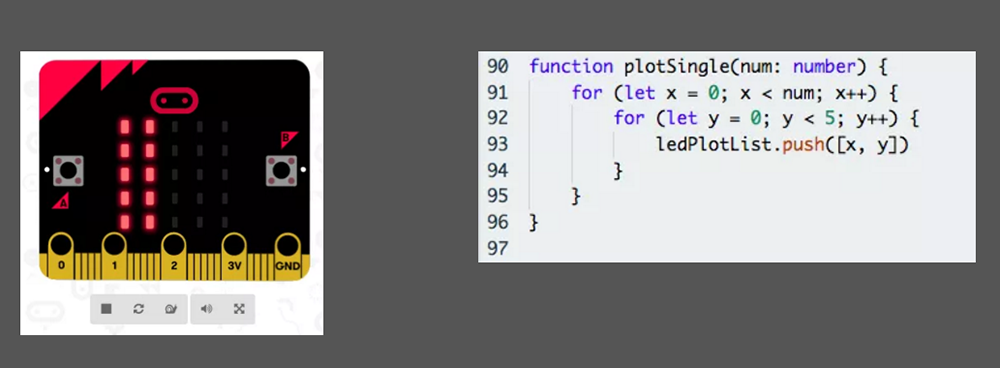 B
A
0 1 2 3V GND
90 function plotSingle(num: number) {
91 for (let x = 0; x < num; x++) {
92 for (let y = 0; y < 5; y++) {
93 ledPlotList.push([x, y])
94 }
95 }
96 }
97